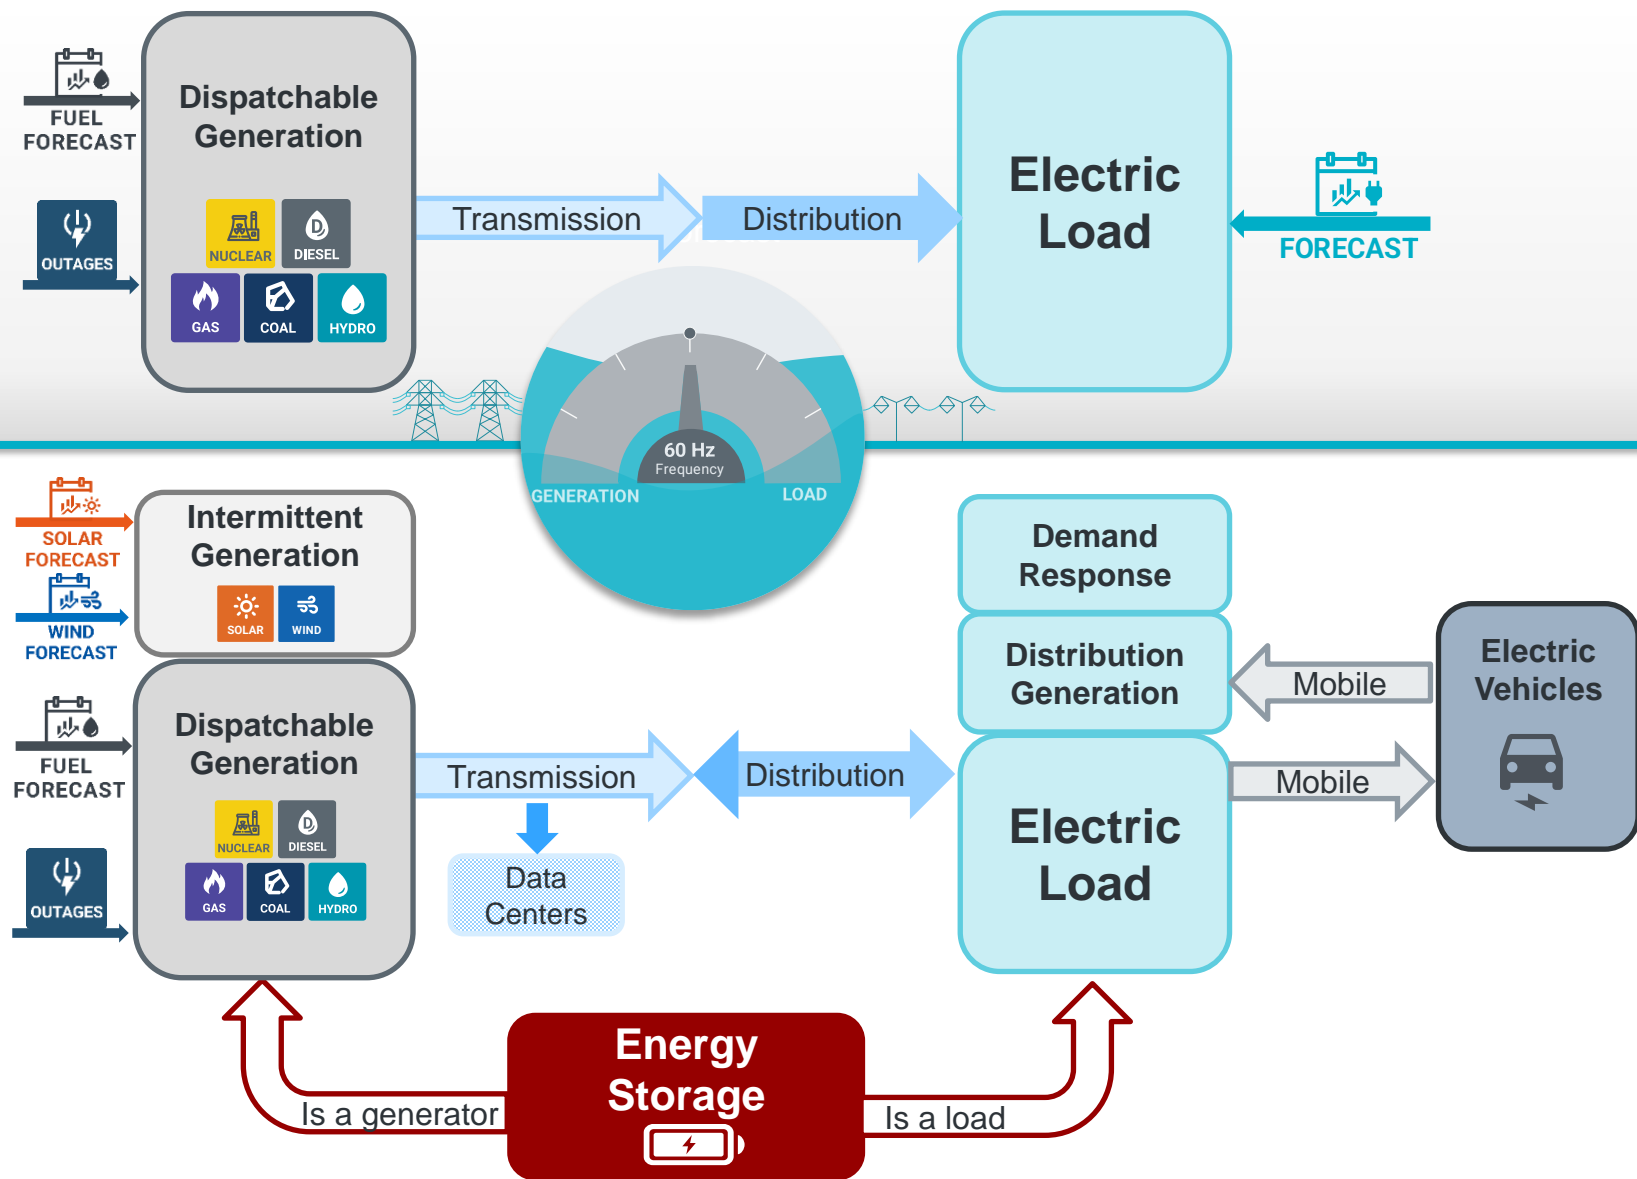 FUEL
FORECAST
OUTAGES
Dispatchable
Generation
NUCLEAR
DIESEL
D
GAS
COAL
HYDRO
Transmission
Distribution
Electric
Load
FORECAST
60 Hz
Frequency
GENERATION
LOAD
SOLAR
FORECAST
WIND
FORECAST
Intermittent
Generation
SOLAR
WIND
FUEL
FORECAST
OUTAGES
Dispatchable
Generation
NUCLEAR
DIESEL
D
GAS
COAL
HYDRO
Transmission
Distribution
Data
Centers
Demand
Response
Distribution
Generation
Electric
Load
Mobile
Mobile
Electric
Vehicles
Energy
Storage
Is a generator
Is a load